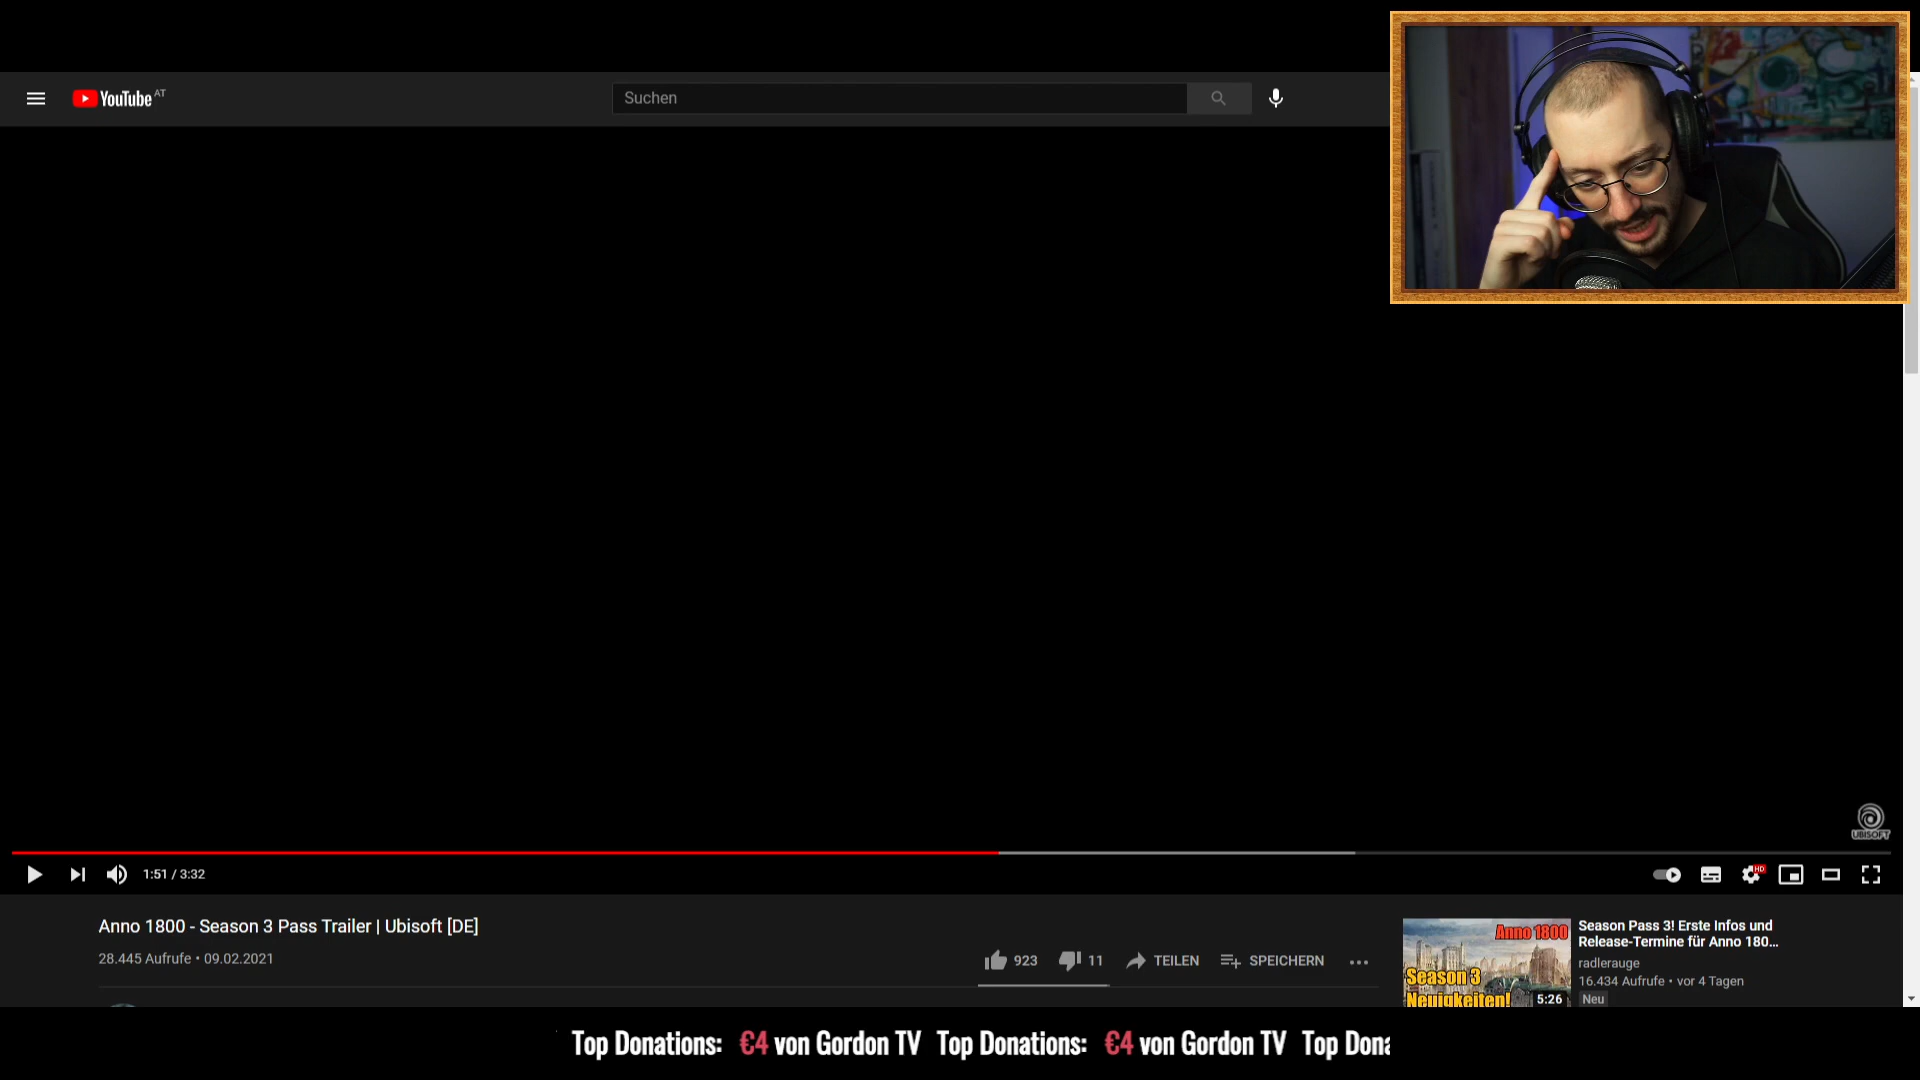 YouTube AT
Suchen
UBISOFT
1:51 / 3:32
HD
Anno 1800 - Season 3 Pass Trailer | Ubisoft [DE]
28.445 Aufrufe • 09.02.2021
923
11
TEILEN
SPEICHERN
Anno 1800
Season 3
Neuigkeiten!
5:26
Season Pass 3! Erste Infos und
Release-Termine für Anno 180...
radlerauge
16.434 Aufrufe • vor 4 Tagen
Neu
Top Donations: €4 von Gordon TV Top Donations: €4 von Gordon TV Top Dona